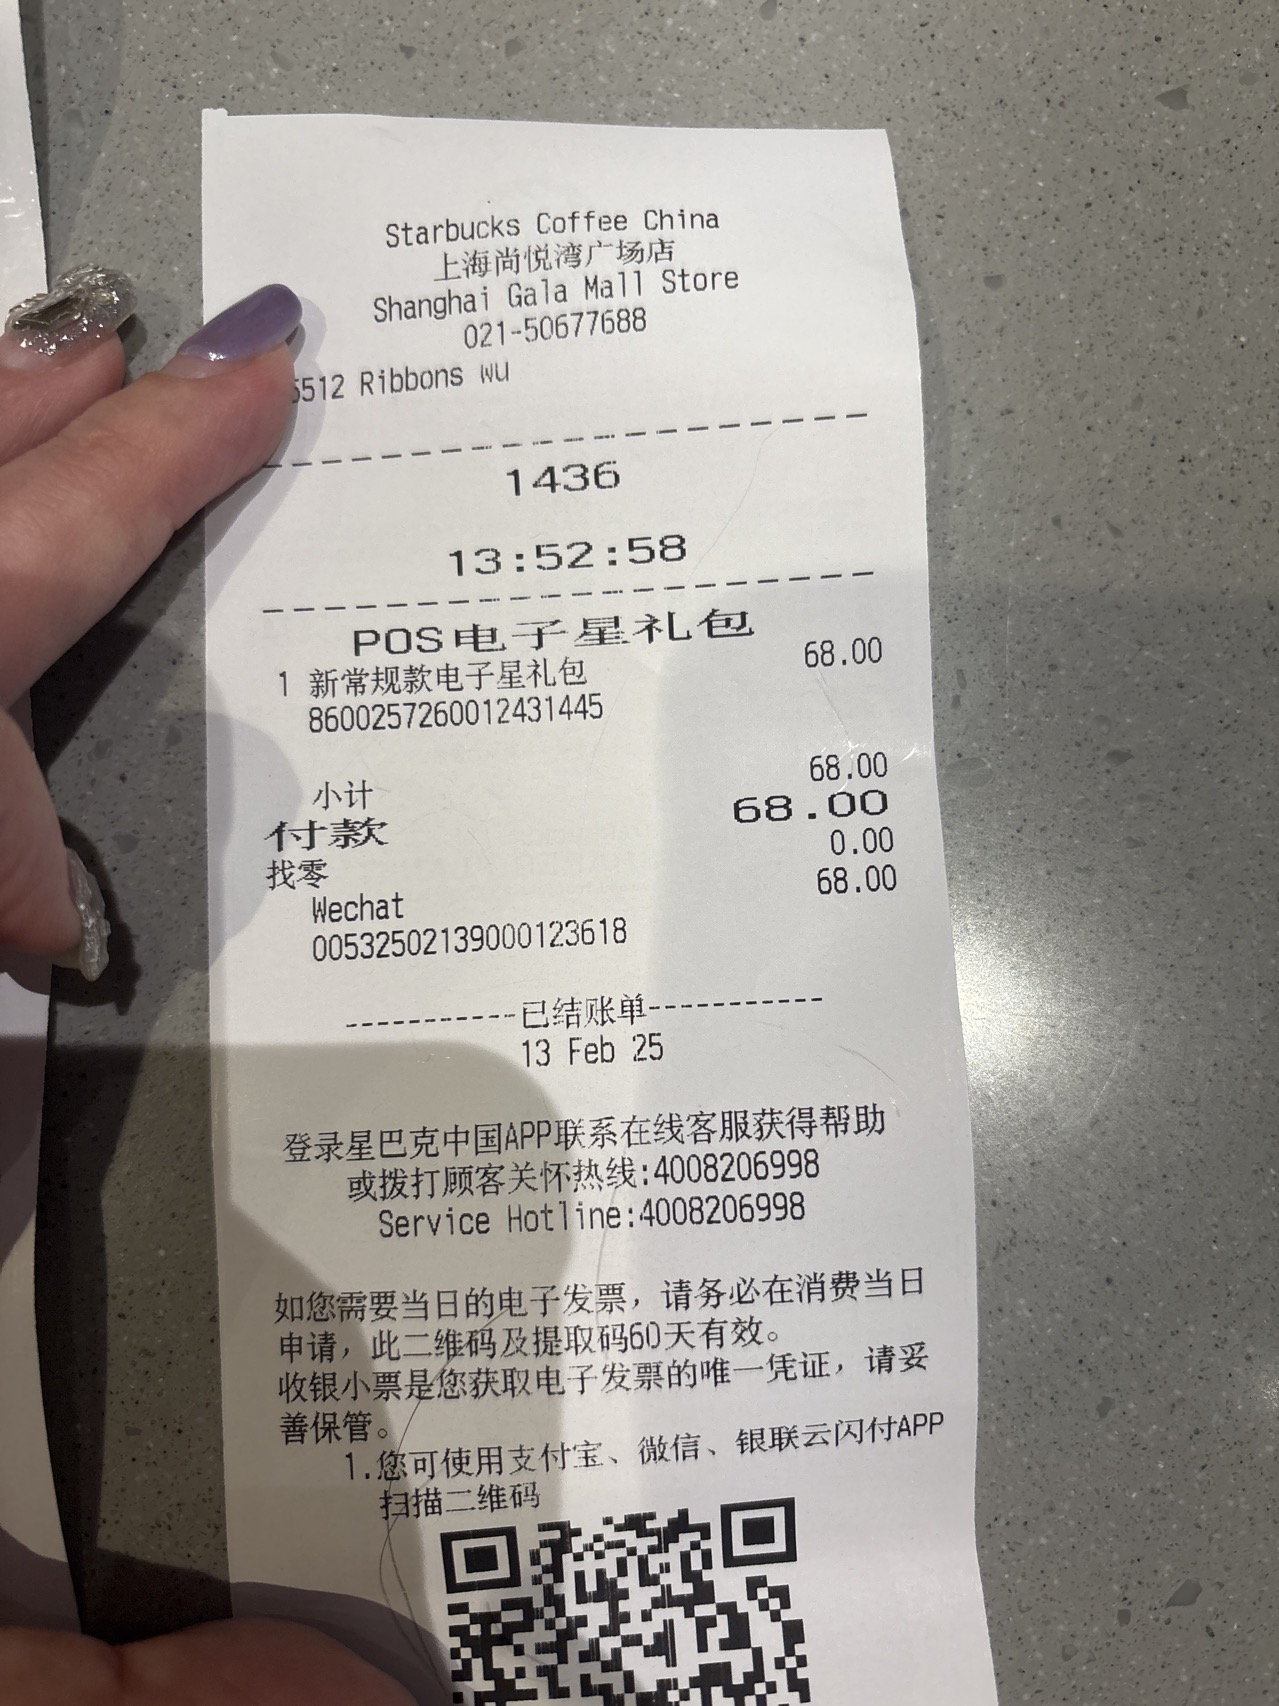 Starbucks Coffee China
上海尚悦湾广场店
Shanghai Gala Mall Store
021-50677688
5512 Ribbons wu
1436
13:52:58
POS电子星礼包
1 新常规款电子星礼包 68.00
8600257260012431445
小计 68.00
付款 68.00
找零 0.00
Wechat 68.00
00532502139000123618
-----------已结账单-----------
13 Feb 25
登录星巴克中国APP联系在线客服获得帮助
或拨打顾客关怀热线:4008206998
Service Hotline:4008206998
如您需要当日的电子发票，请务必在消费当日
申请，此二维码及提取码60天有效。
收银小票是您获取电子发票的唯一凭证，请妥
善保管。
1.您可使用支付宝、微信、银联云闪付APP
扫描二维码